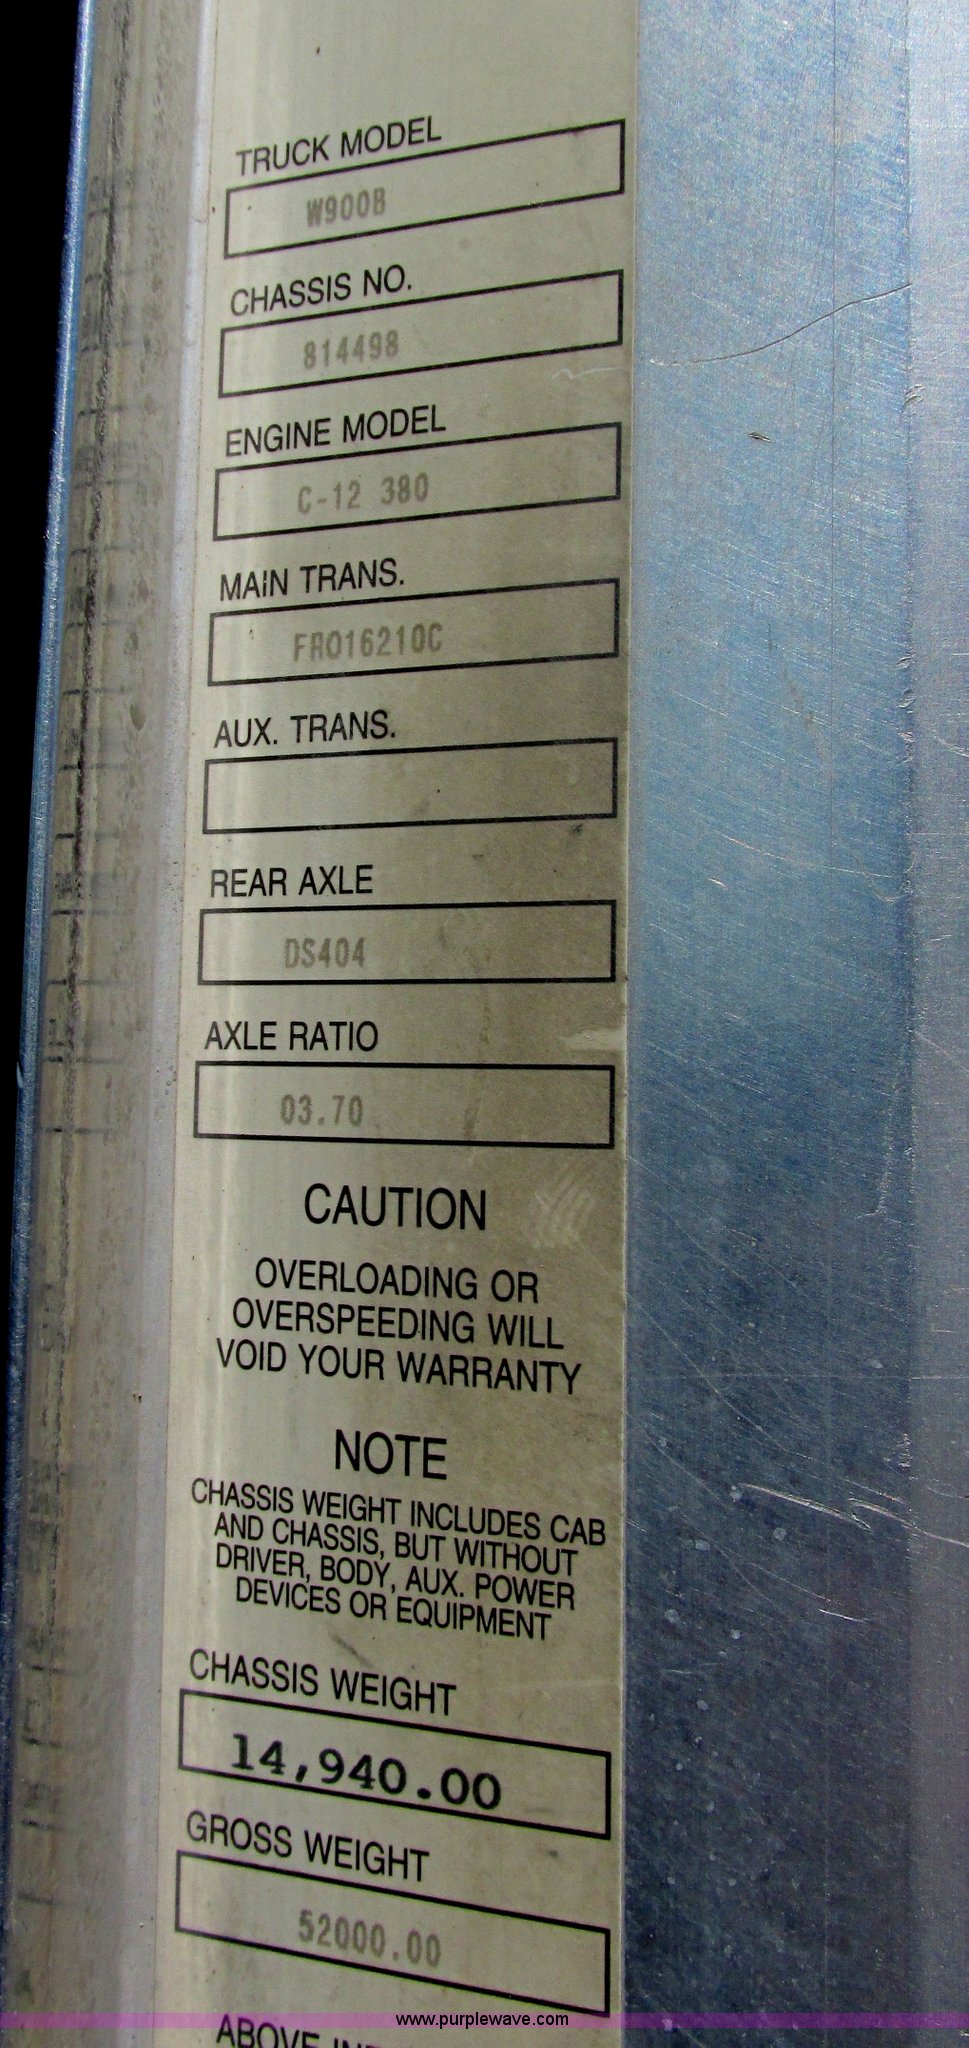 TRUCK MODEL
W900B
CHASSIS NO.
814498
ENGINE MODEL
C-12 380
MAIN TRANS.
FRO16210C
AUX. TRANS.
REAR AXLE
DS404
AXLE RATIO
03.70
CAUTION
OVERLOADING OR
OVERSPEEDING WILL
VOID YOUR WARRANTY
NOTE
CHASSIS WEIGHT INCLUDES CAB
AND CHASSIS, BUT WITHOUT
DRIVER, BODY, AUX. POWER
DEVICES OR EQUIPMENT
CHASSIS WEIGHT
14,940.00
GROSS WEIGHT
52000.00
www.purplewave.com
ABOVE